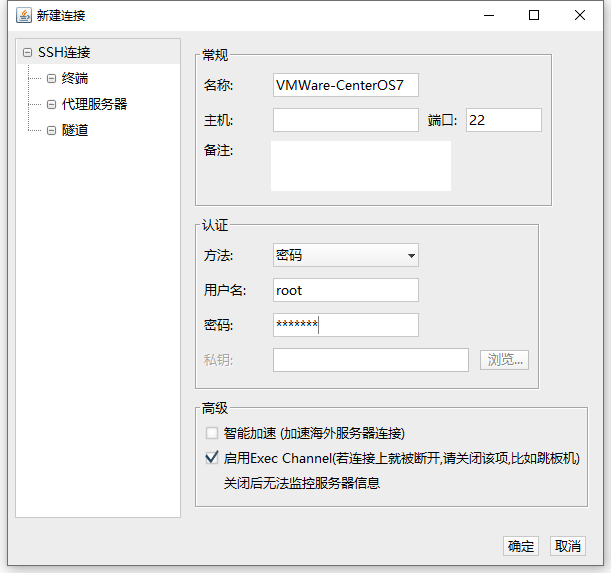 新建连接
SSH连接
终端
代理服务器
隧道
常规
名称: VMWare-CenterOS7
主机: 端口: 22
备注:
认证
方法: 密码
用户名: root
密码: *******
私钥: 浏览...
高级
智能加速 (加速海外服务器连接)
启用Exec Channel(若连接上就被断开,请关闭该项,比如跳板机)
关闭后无法监控服务器信息
确定 取消